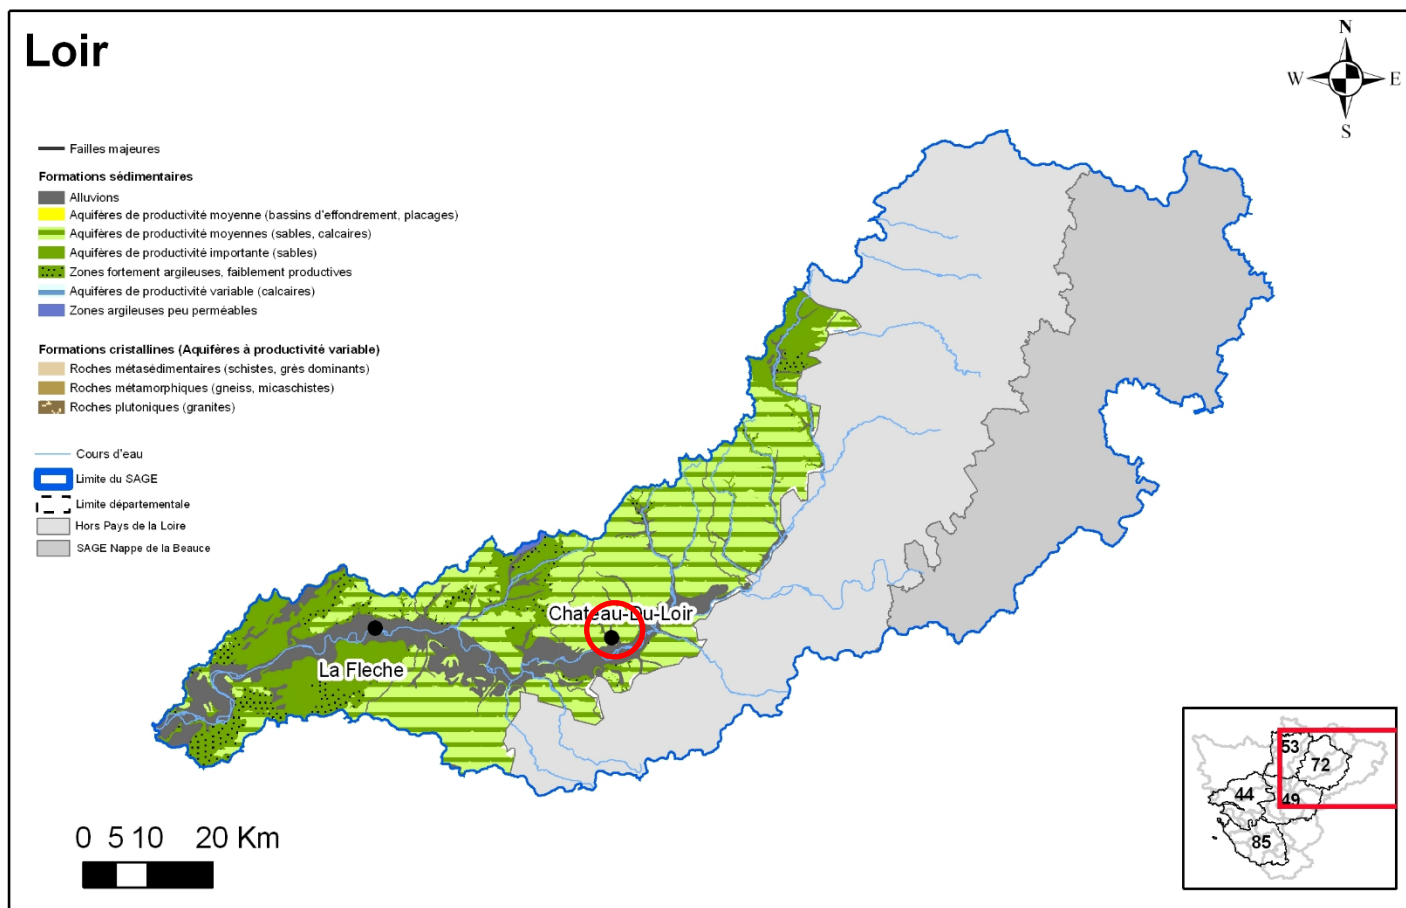 Loir
N
W E
S
Failles majeures
Formations sédimentaires
Alluvions
Aquifères de productivité moyenne (bassins d'effondrement, placages)
Aquifères de productivité moyennes (sables, calcaires)
Aquifères de productivité importante (sables)
Zones fortement argileuses, faiblement productives
Aquifères de productivité variable (calcaires)
Zones argileuses peu perméables
Formations cristallines (Aquifères à productivité variable)
Roches métasédimentaires (schistes, grès dominants)
Roches métamorphiques (gneiss, micaschistes)
Roches plutoniques (granites)
Cours d'eau
Limite du SAGE
Limite départementale
Hors Pays de la Loire
SAGE Nappe de la Beauce
Chateau-Du-Loir
La Fleche
53
72
44
49
85
0 5 10 20 Km